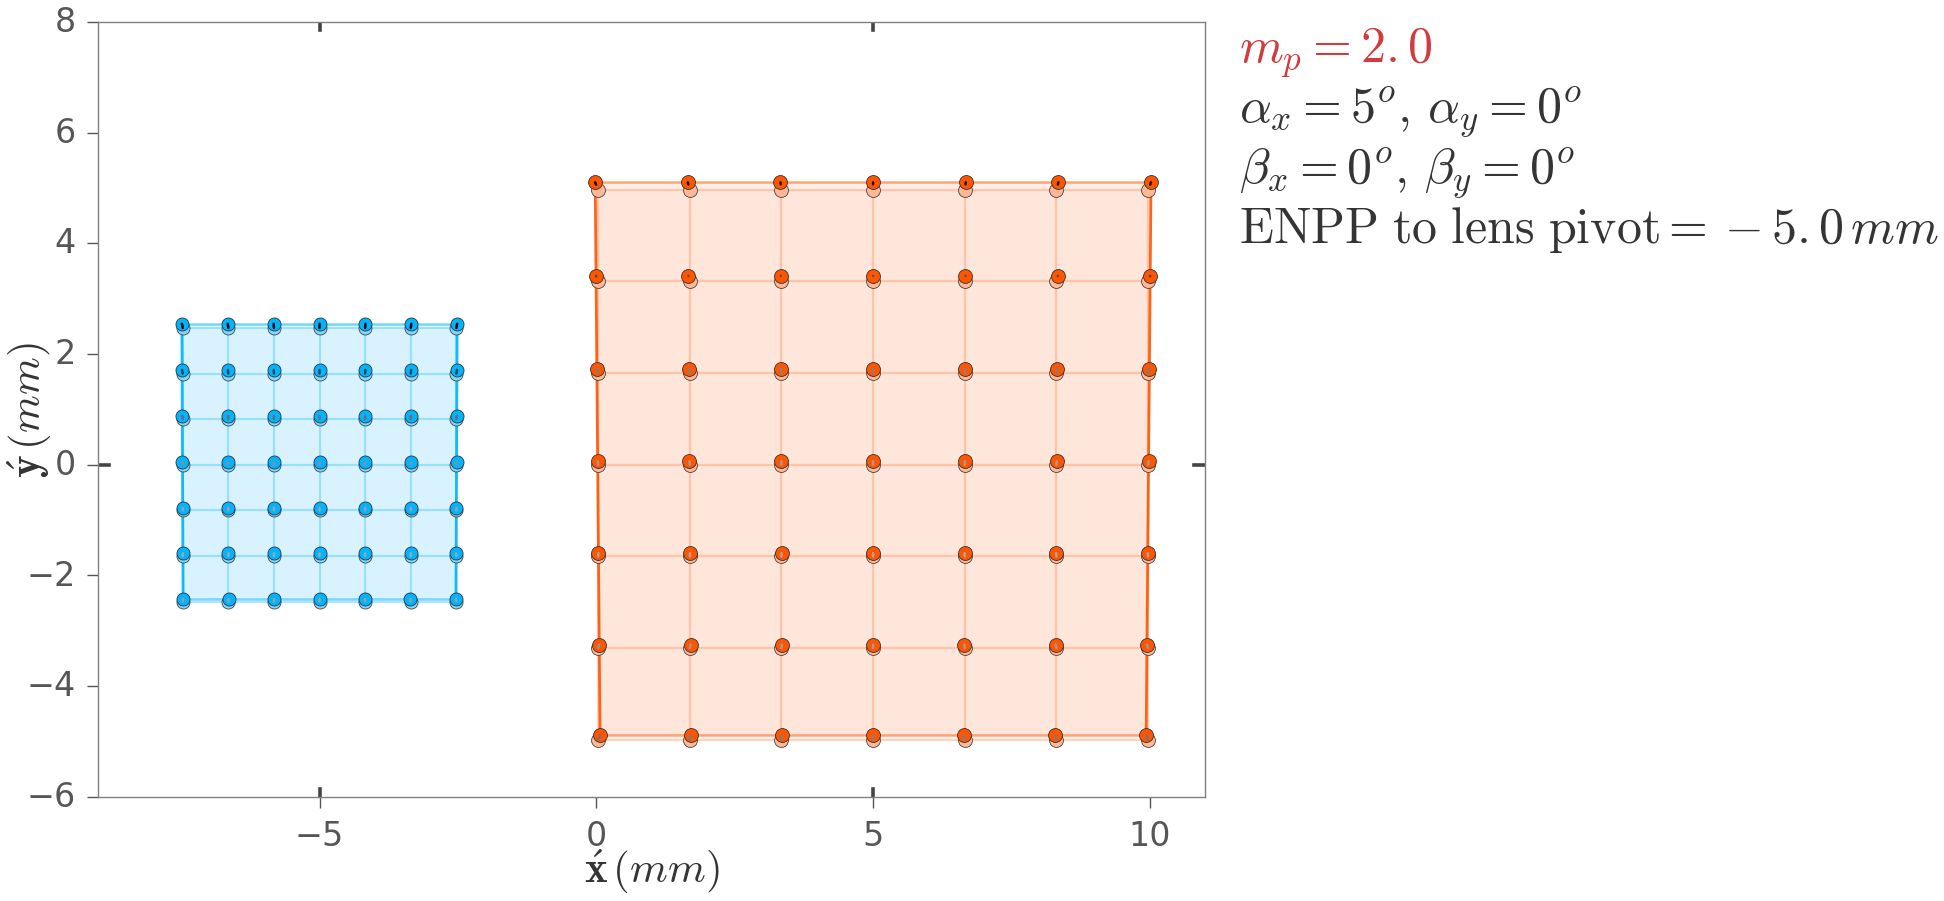 8
6
4
2
0
−2
−4
−6
−5
0
5
10
x́ (mm)
ý (mm)
m_p = 2.0
α_x = 5^o, α_y = 0^o
β_x = 0^o, β_y = 0^o
ENPP to lens pivot = − 5.0 mm